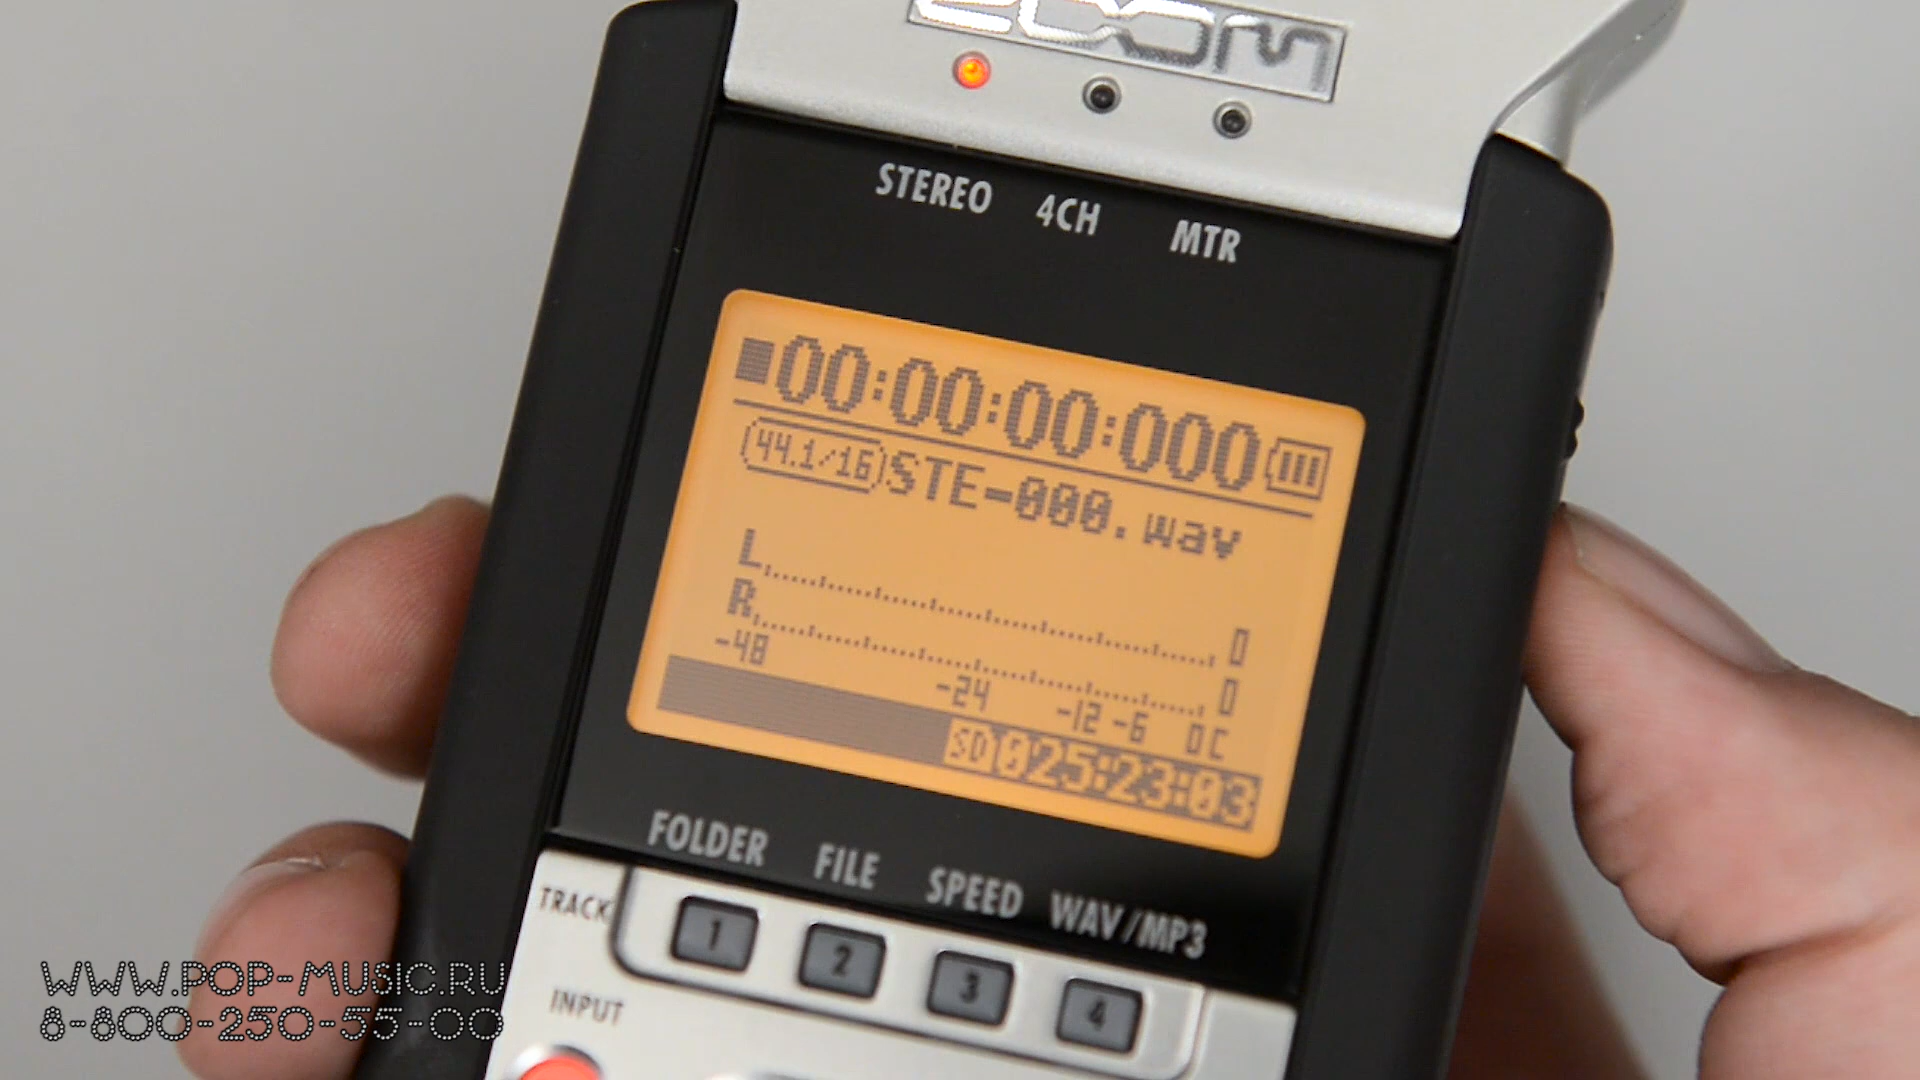 ZOOM
STEREO 4CH MTR
00:00:00:000
44.1/16 STE-000.wav
L 0
R 0
-48 -24 -12 -6 0 C
SD 025:23:03
FOLDER FILE SPEED WAV/MP3
TRACK 1 2 3 4
INPUT
WWW.POP-MUSIC.RU
8-800-250-55-00